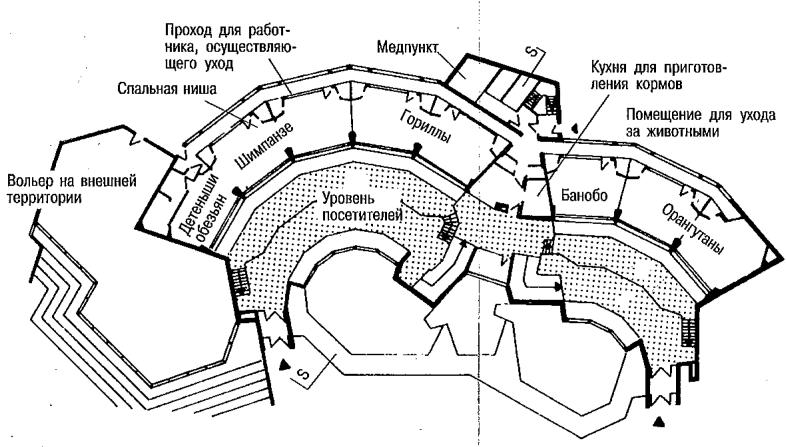 Проход для работ-
ника, осуществляю-
щего уход
Медпункт
S
Кухня для приготов-
ления кормов
Спальная ниша
Помещение для ухода
за животными
Шимпанзе
Гориллы
Вольер на внешней
территории
Детеныши
обезьян
Уровень
посетителей
Банобо
Орангутаны
S